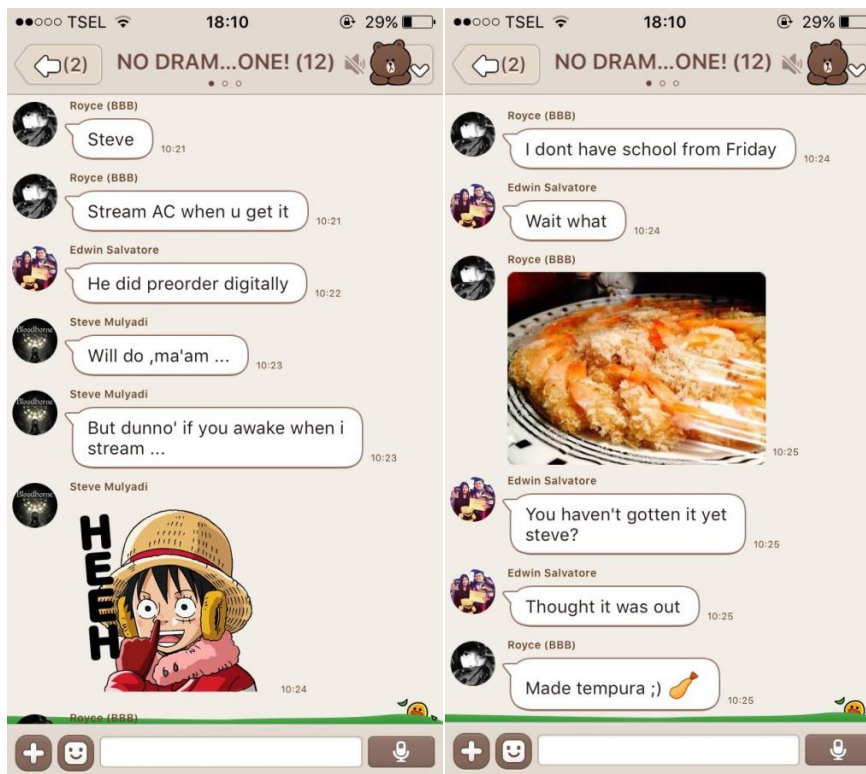 ●●○○○ TSEL 18:10 29%
(2) NO DRAM...ONE! (12)
Royce (BBB)
Steve
10:21
Royce (BBB)
Stream AC when u get it
10:21
Edwin Salvatore
He did preorder digitally
10:22
Steve Mulyadi
Will do ,ma'am ...
10:23
Steve Mulyadi
But dunno' if you awake when i
stream ...
10:23
Steve Mulyadi
HEEH
10:24
Royce (BBB)
●●○○○ TSEL 18:10 29%
(2) NO DRAM...ONE! (12)
Royce (BBB)
I dont have school from Friday
10:24
Edwin Salvatore
Wait what
10:24
Royce (BBB)
10:25
Edwin Salvatore
You haven't gotten it yet
steve?
10:25
Edwin Salvatore
Thought it was out
10:25
Royce (BBB)
Made tempura ;) 🍤
10:25